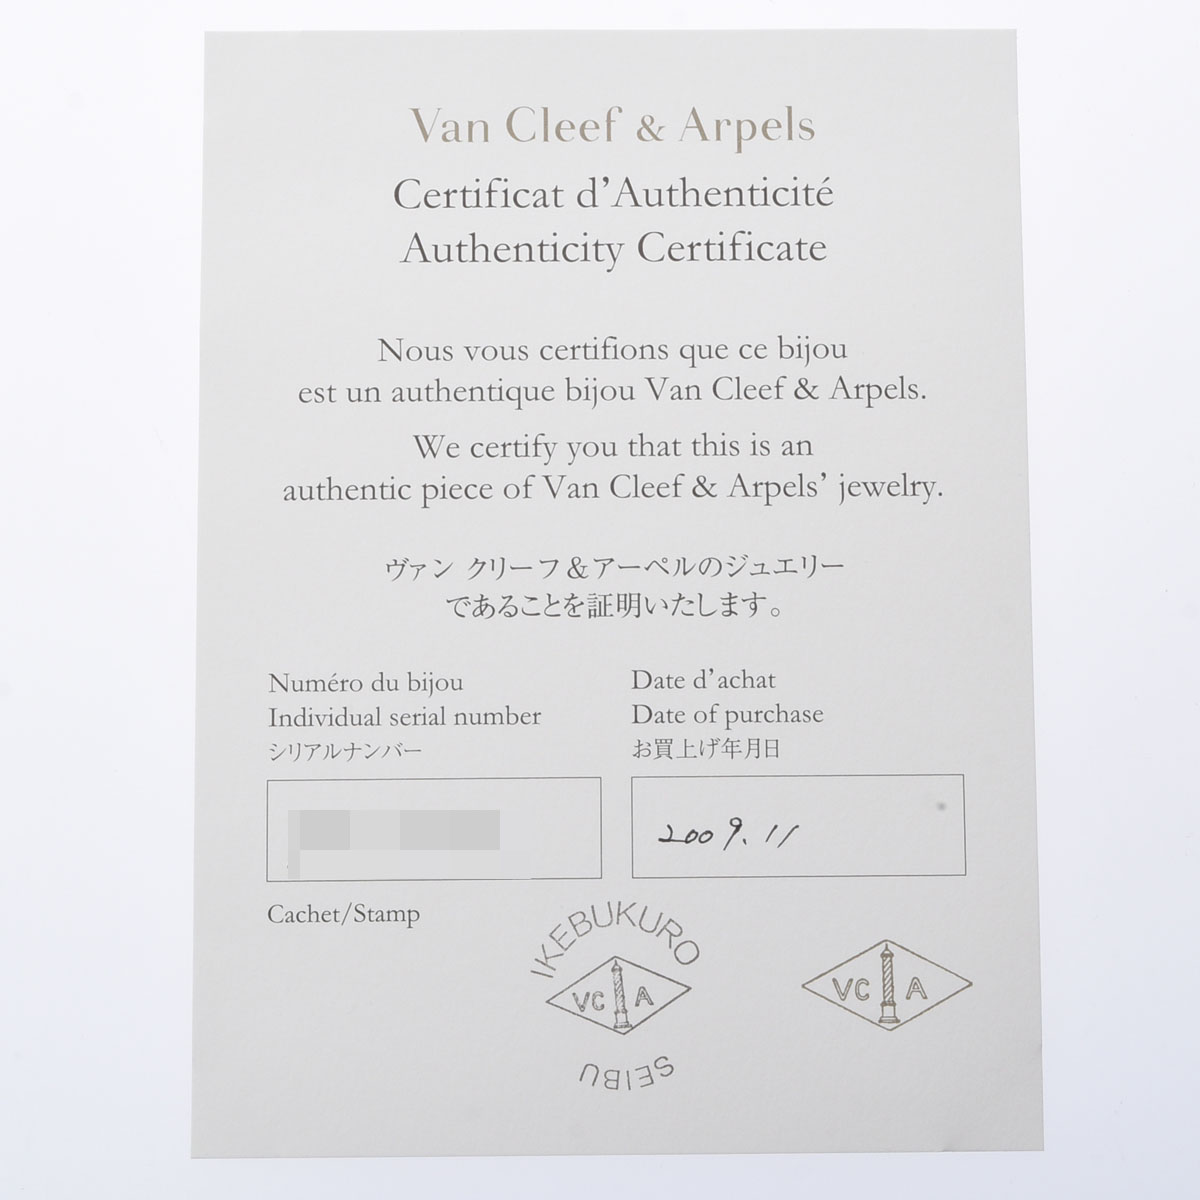 Van Cleef & Arpels
Certificat d'Authenticité
Authenticity Certificate
Nous vous certifions que ce bijou
est un authentique bijou Van Cleef & Arpels.
We certify you that this is an
authentic piece of Van Cleef & Arpels' jewelry.
ヴァン クリーフ&アーペルのジュエリー
であることを証明いたします。
Numéro du bijou
Individual serial number
シリアルナンバー
Date d'achat
Date of purchase
お買上げ年月日
2009.11
Cachet/Stamp
IKEBUKURO
VC A
SEIBU
VC A